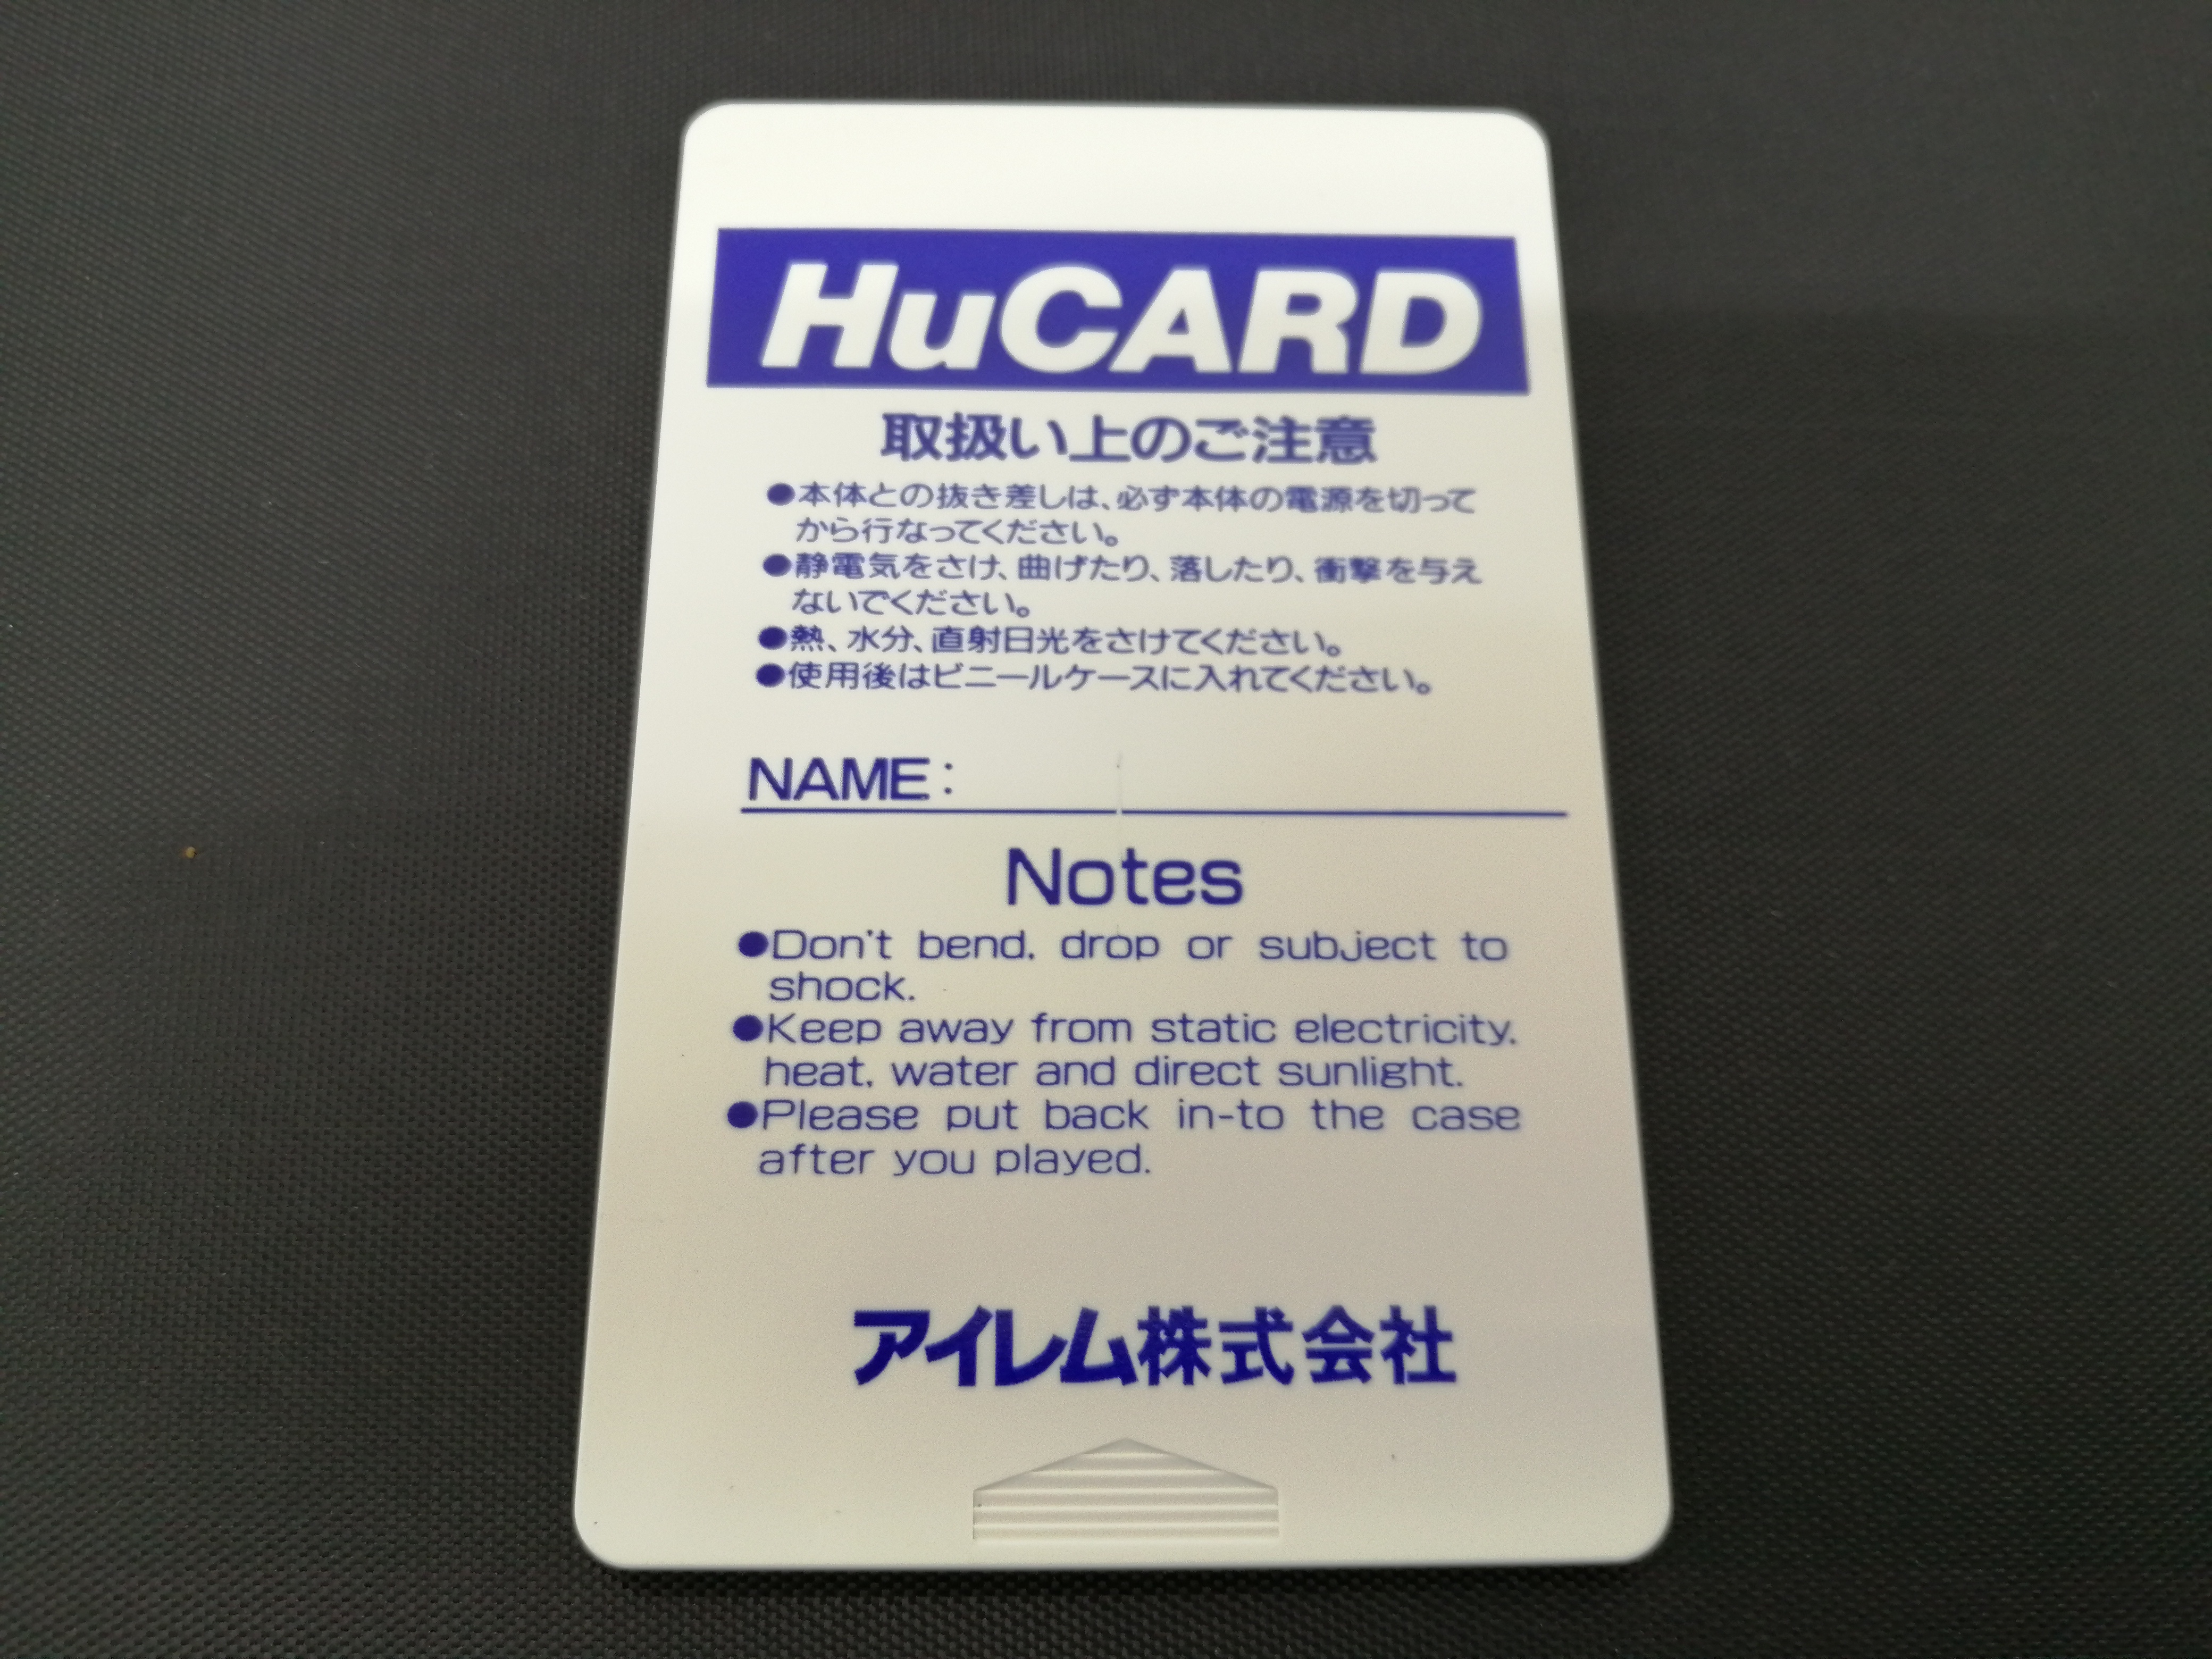 HuCARD
取扱い上のご注意
●本体との抜き差しは、必ず本体の電源を切って
から行なってください。
●静電気をさけ、曲げたり、落したり、衝撃を与え
ないでください。
●熱、水分、直射日光をさけてください。
●使用後はビニールケースに入れてください。
NAME:
Notes
●Don't bend, drop or subject to
shock.
●Keep away from static electricity,
heat, water and direct sunlight.
●Please put back in-to the case
after you played.
アイレム株式会社